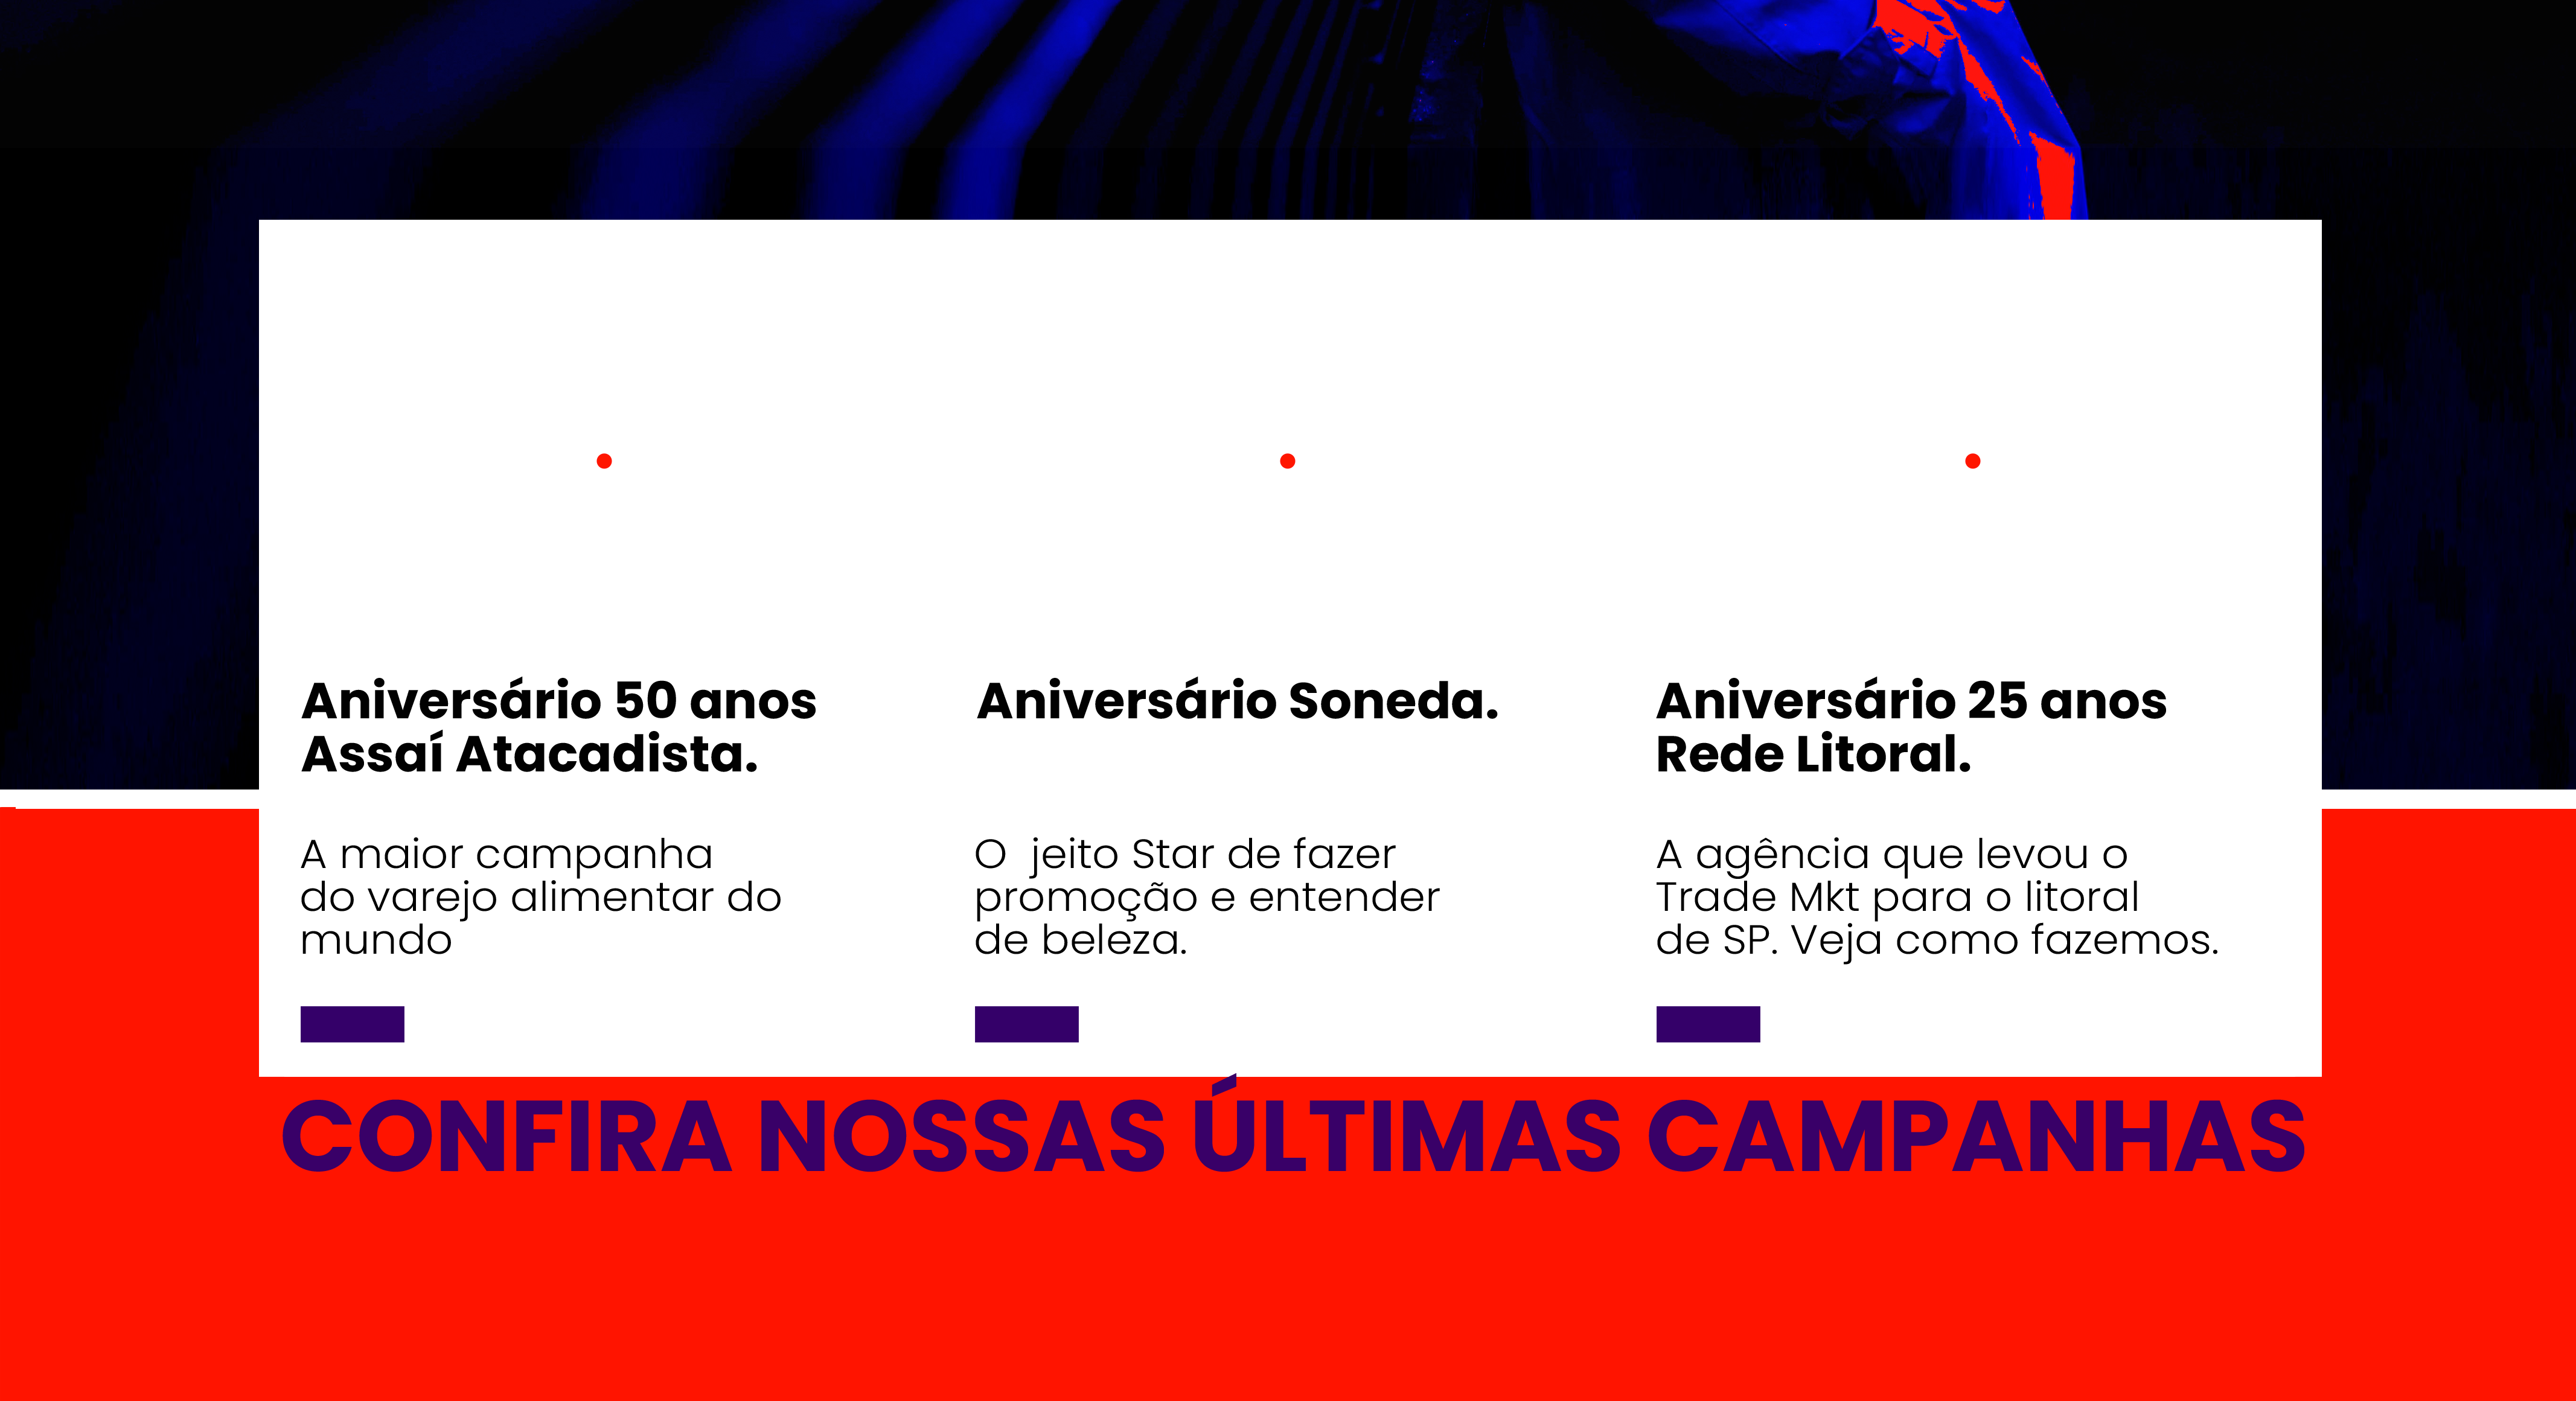 Aniversário 50 anos
Assaí Atacadista.
A maior campanha
do varejo alimentar do
mundo
Aniversário Soneda.
O  jeito Star de fazer
promoção e entender
de beleza.
Aniversário 25 anos
Rede Litoral.
A agência que levou o
Trade Mkt para o litoral
de SP. Veja como fazemos.
CONFIRA NOSSAS ÚLTIMAS CAMPANHAS